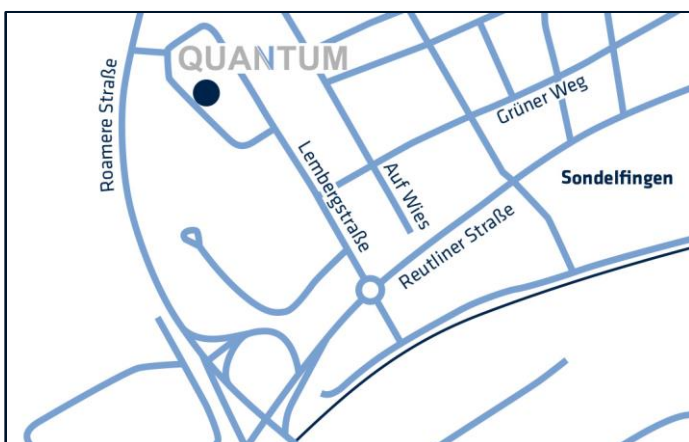 QUANTUM
Roamere Straße
Grüner Weg
Lembergstraße
Auf Wies
Sondelfingen
Reutliner Straße